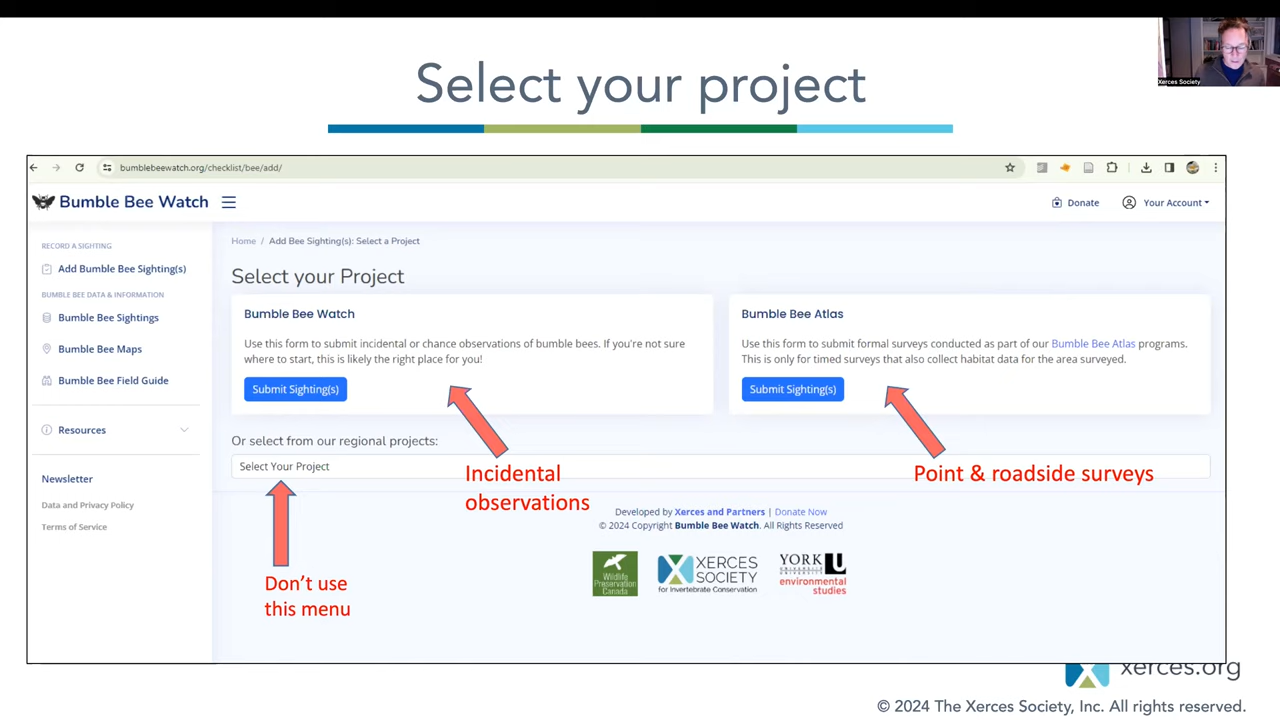 Select your project
Xerces Society
bumblebeewatch.org/checklist/bee/add/
Bumble Bee Watch
Donate
Your Account
RECORD A SIGHTING
Add Bumble Bee Sighting(s)
BUMBLE BEE DATA & INFORMATION
Bumble Bee Sightings
Bumble Bee Maps
Bumble Bee Field Guide
Resources
Newsletter
Data and Privacy Policy
Terms of Service
Home / Add Bee Sighting(s): Select a Project
Select your Project
Bumble Bee Watch
Use this form to submit incidental or chance observations of bumble bees. If you're not sure
where to start, this is likely the right place for you!
Submit Sighting(s)
Bumble Bee Atlas
Use this form to submit formal surveys conducted as part of our Bumble Bee Atlas programs.
This is only for timed surveys that also collect habitat data for the area surveyed.
Submit Sighting(s)
Or select from our regional projects:
Select Your Project
Incidental
observations
Point & roadside surveys
Don't use
this menu
Developed by Xerces and Partners | Donate Now
© 2024 Copyright Bumble Bee Watch. All Rights Reserved
Wildlife
Preservation
Canada
XERCES
SOCIETY
for Invertebrate Conservation
YORK U
environmental
studies
xerces.org
© 2024 The Xerces Society, Inc. All rights reserved.